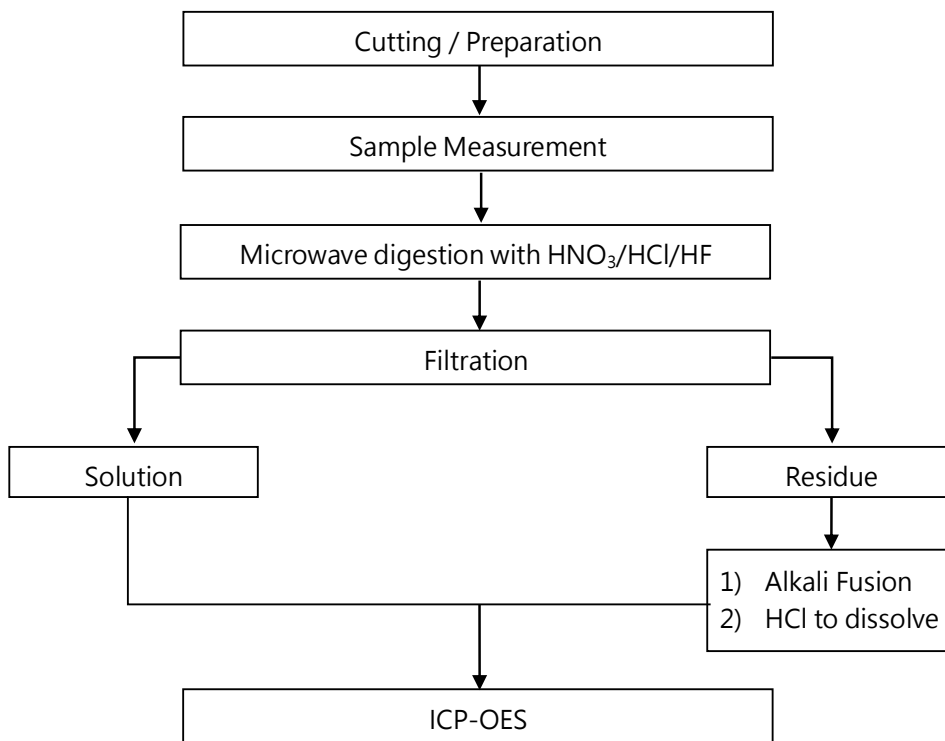 Cutting / Preparation
Sample Measurement
Microwave digestion with HNO₃/HCl/HF
Filtration
Solution
Residue
1) Alkali Fusion
2) HCl to dissolve
ICP-OES